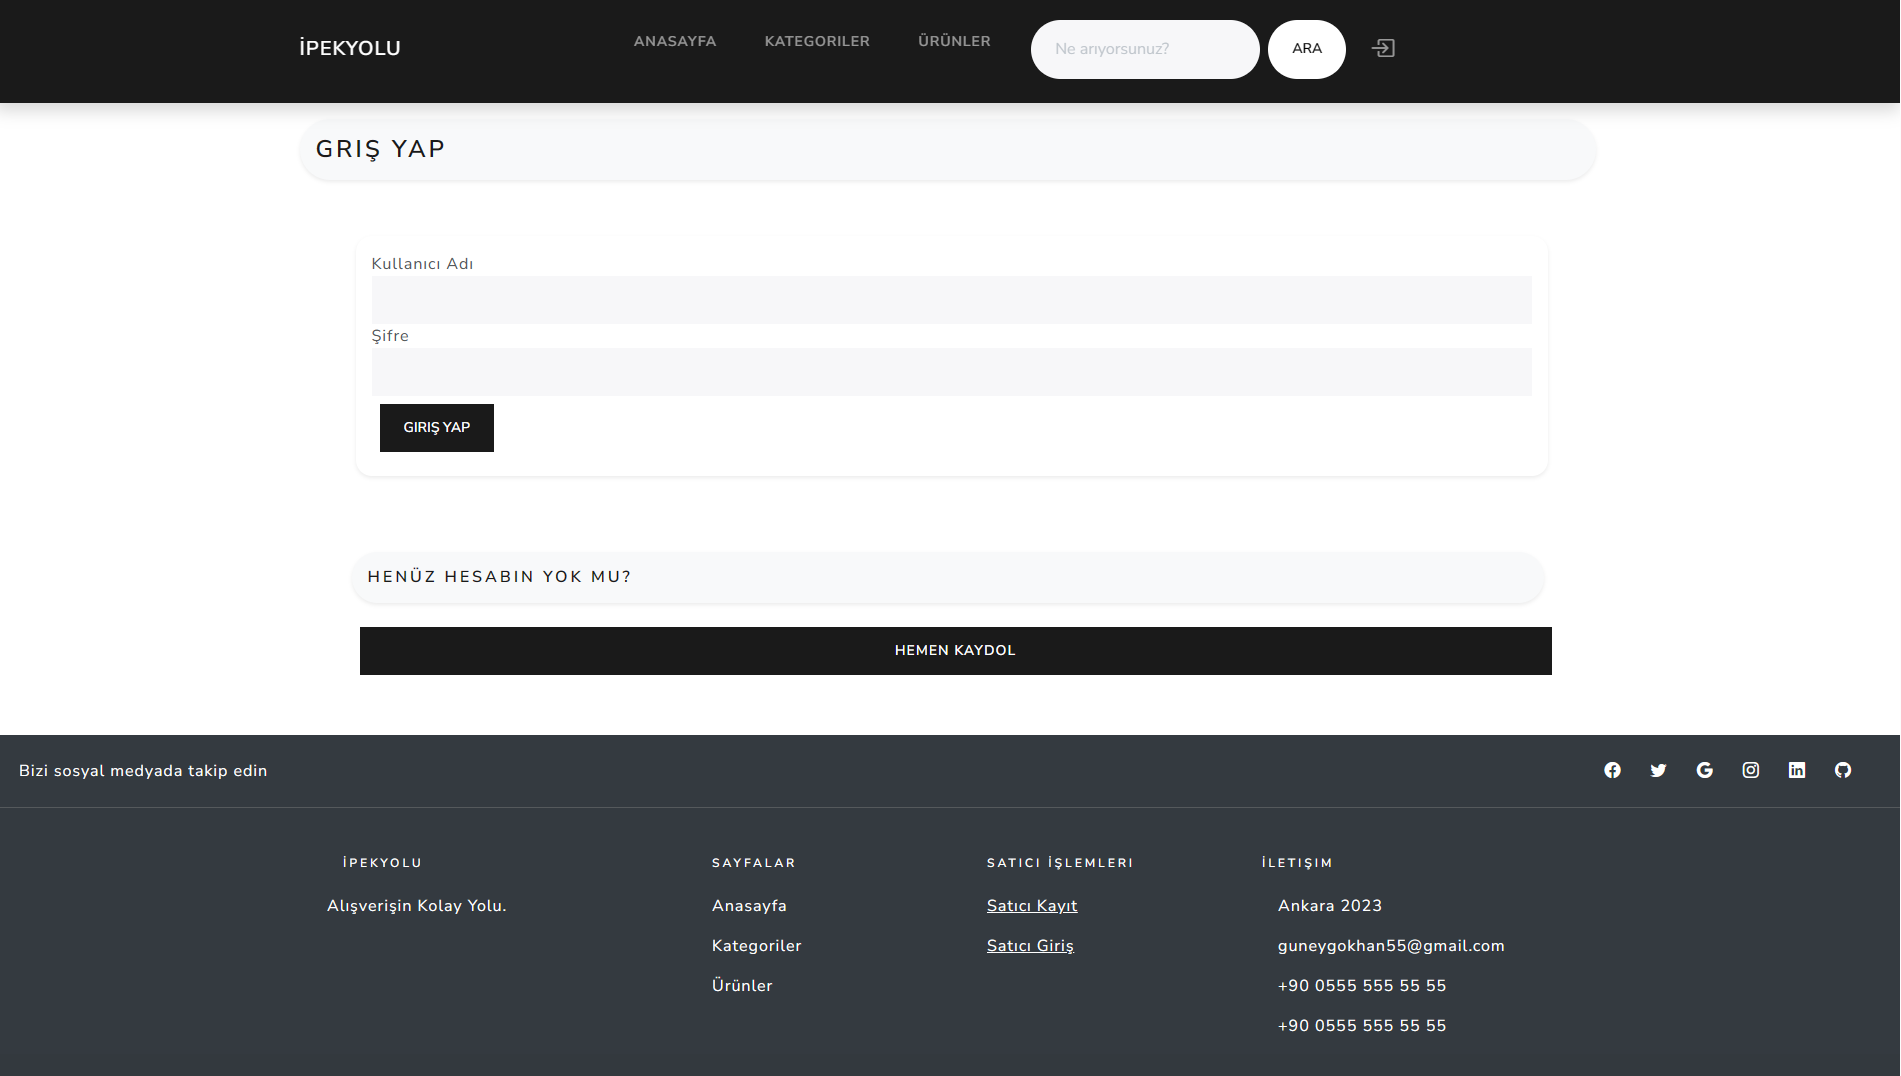 İPEKYOLU
ANASAYFA
KATEGORILER
ÜRÜNLER
Ne arıyorsunuz?
ARA
GRIŞ YAP
Kullanıcı Adı
Şifre
GIRIŞ YAP
HENÜZ HESABIN YOK MU?
HEMEN KAYDOL
Bizi sosyal medyada takip edin
İPEKYOLU
Alışverişin Kolay Yolu.
SAYFALAR
Anasayfa
Kategoriler
Ürünler
SATICI İŞLEMLERI
Satıcı Kayıt
Satıcı Giriş
İLETIŞIM
Ankara 2023
guneygokhan55@gmail.com
+90 0555 555 55 55
+90 0555 555 55 55